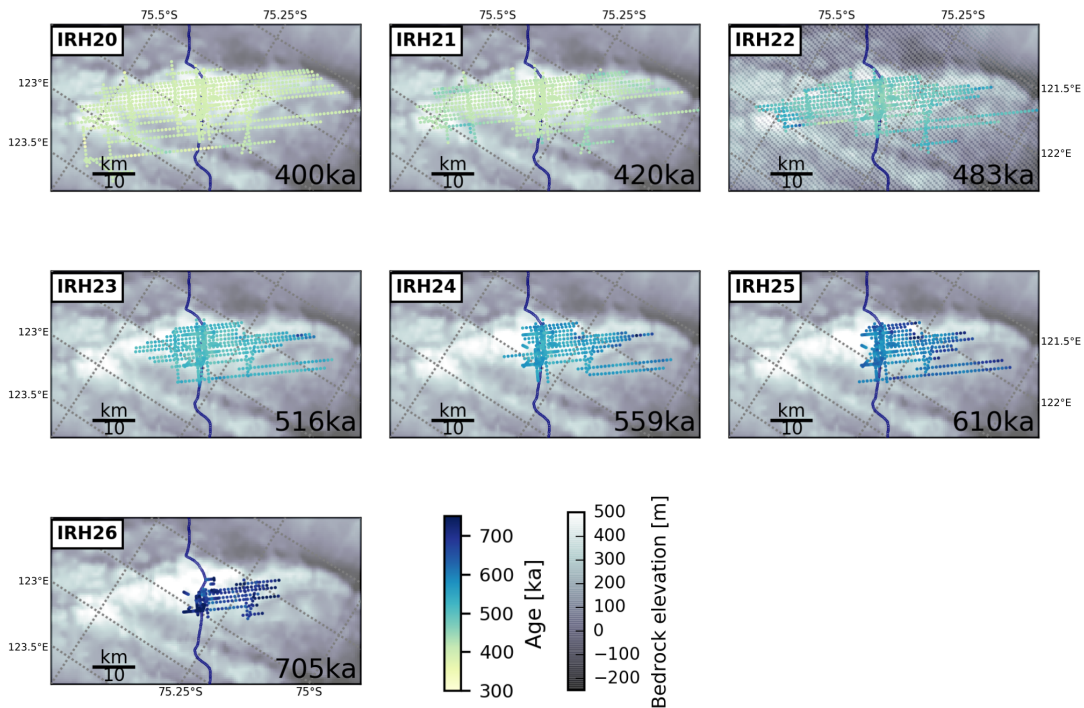 75.5°S 75.25°S 75.5°S 75.25°S 75.5°S 75.25°S
IRH20 IRH21 IRH22
123°E 121.5°E
123.5°E 122°E
km km km
10 10 10
400ka 420ka 483ka
IRH23 IRH24 IRH25
123°E 121.5°E
123.5°E 122°E
km km km
10 10 10
516ka 559ka 610ka
IRH26
123°E
123.5°E
km
10
705ka
75.25°S 75°S
700
600
500
400
300
Age [ka]
500
400
300
200
100
0
−100
−200
Bedrock elevation [m]